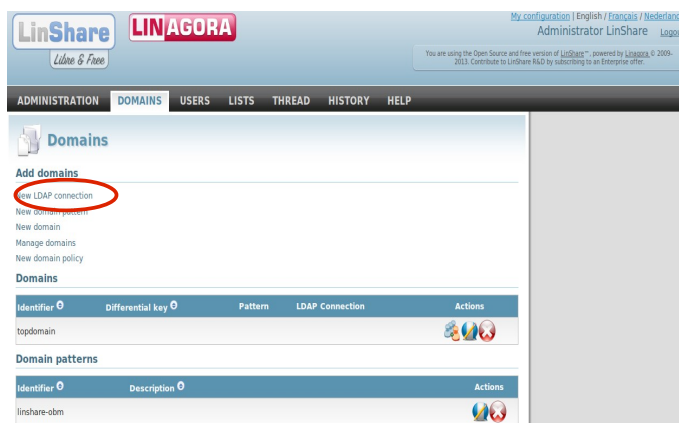 My configuration | English / Français / Nederland
LinShare
Libre & Free
LINAGORA
Administrator LinShare Logou
You are using the Open Source and free version of LinShare™, powered by Linagora © 2009-
2013. Contribute to LinShare R&D by subscribing to an Enterprise offer.
ADMINISTRATION DOMAINS USERS LISTS THREAD HISTORY HELP
Domains
Add domains
New LDAP connection
New domain pattern
New domain
Manage domains
New domain policy
Domains
Identifier Differential key Pattern LDAP Connection Actions
topdomain
Domain patterns
Identifier Description Actions
linshare-obm